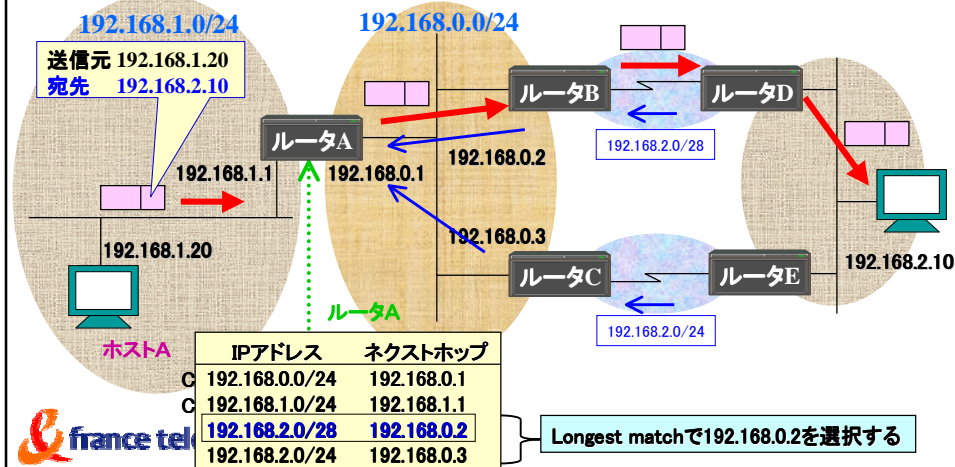 192.168.1.0/24
192.168.0.0/24
送信元 192.168.1.20
宛先 192.168.2.10
ルータB
ルータD
ルータA
192.168.2.0/28
192.168.1.1
192.168.0.1
192.168.0.2
192.168.1.20
192.168.0.3
192.168.2.10
ルータC
ルータE
192.168.2.0/24
ルータA
ホストA
IPアドレス ネクストホップ
C 192.168.0.0/24 192.168.0.1
C 192.168.1.0/24 192.168.1.1
192.168.2.0/28 192.168.0.2
192.168.2.0/24 192.168.0.3
france tele
Longest matchで192.168.0.2を選択する